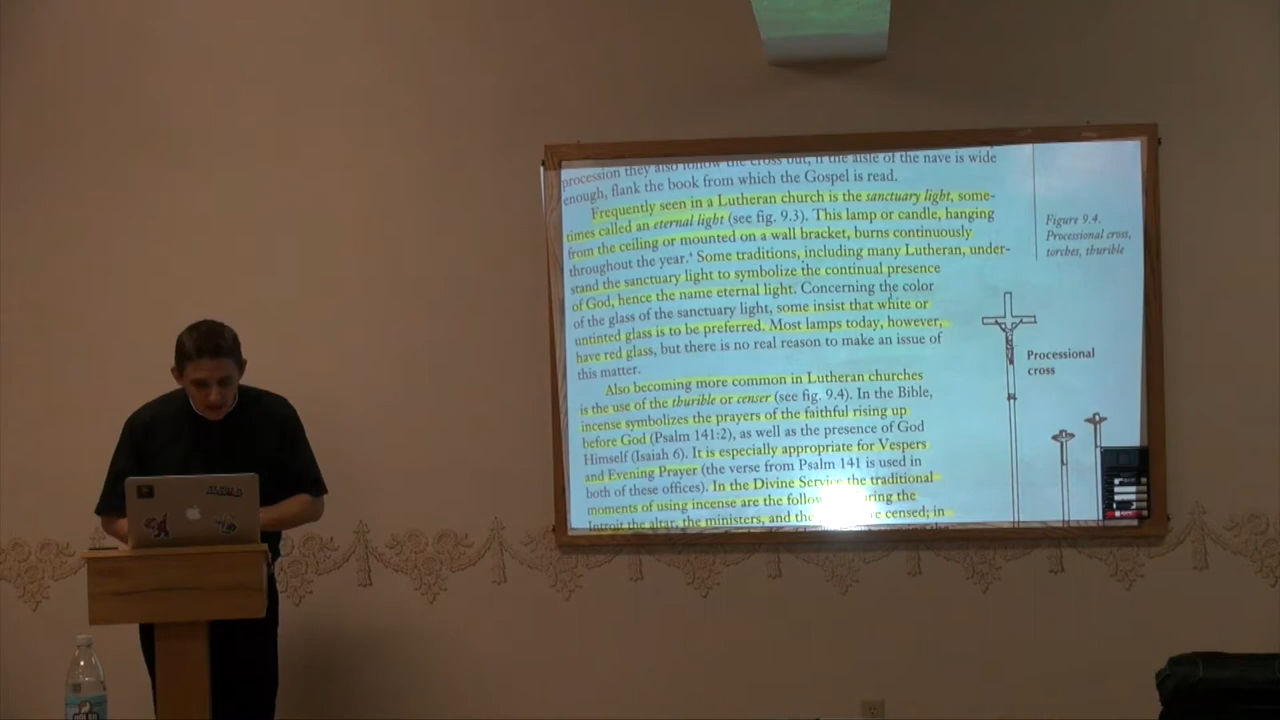 procession they also follow the cross but, if the aisle of the nave is wide
enough, flank the book from which the Gospel is read.
Frequently seen in a Lutheran church is the sanctuary light, some-
times called an eternal light (see fig. 9.3). This lamp or candle, hanging
from the ceiling or mounted on a wall bracket, burns continuously
throughout the year.⁴ Some traditions, including many Lutheran, under-
stand the sanctuary light to symbolize the continual presence
of God, hence the name eternal light. Concerning the color
of the glass of the sanctuary light, some insist that white or
untinted glass is to be preferred. Most lamps today, however,
have red glass, but there is no real reason to make an issue of
this matter.
Also becoming more common in Lutheran churches
is the use of the thurible or censer (see fig. 9.4). In the Bible,
incense symbolizes the prayers of the faithful rising up
before God (Psalm 141:2), as well as the presence of God
Himself (Isaiah 6). It is especially appropriate for Vespers
and Evening Prayer (the verse from Psalm 141 is used in
both of these offices). In the Divine Service the traditional
moments of using incense are the the
Introit the altar, the ministers, and the censed; in
Figure 9.4.
Processional cross,
torches, thurible
Processional
cross